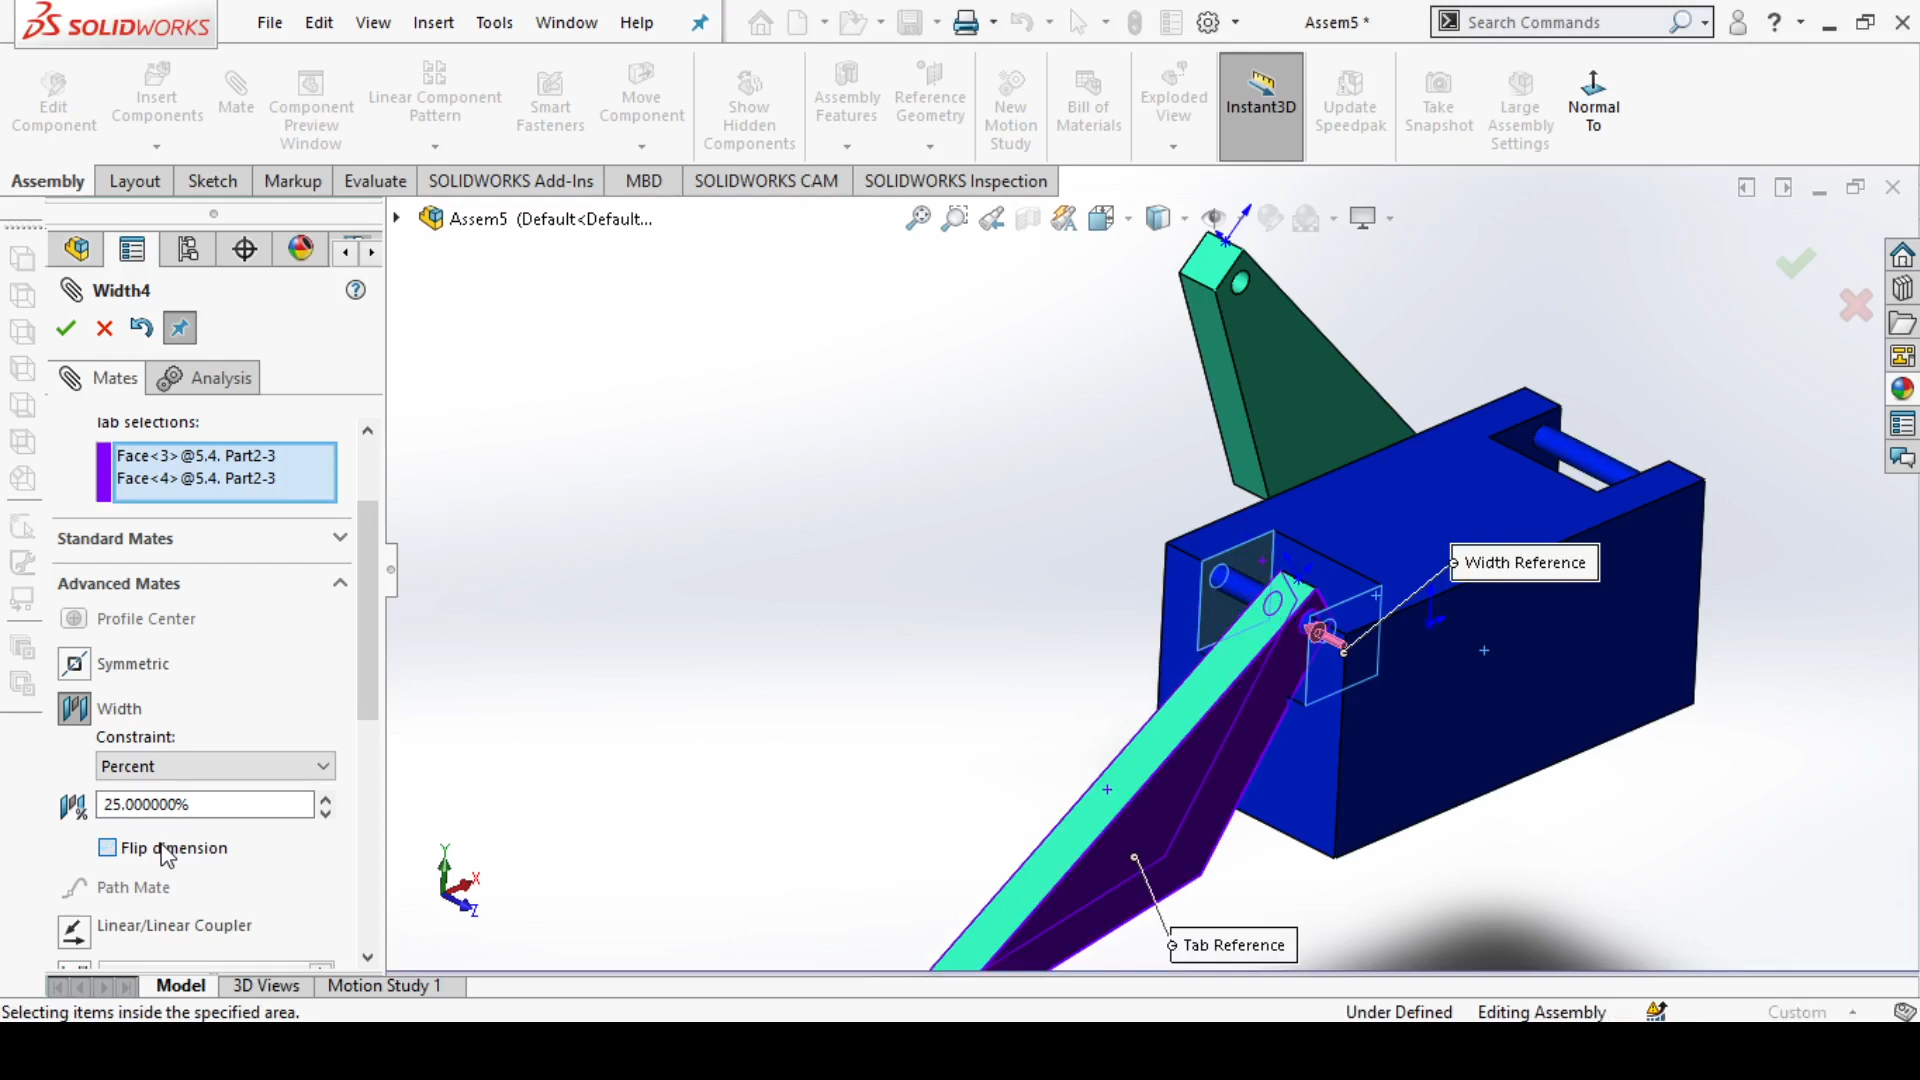 SOLIDWORKS File Edit View Insert Tools Window Help Assem5 * Search Commands ?
Edit Component
Insert Components
Mate
Component Preview Window
Linear Component Pattern
Smart Fasteners
Move Component
Show Hidden Components
Assembly Features
Reference Geometry
New Motion Study
Bill of Materials
Exploded View
Instant3D
Update Speedpak
Take Snapshot
Large Assembly Settings
Normal To
Assembly Layout Sketch Markup Evaluate SOLIDWORKS Add-Ins MBD SOLIDWORKS CAM SOLIDWORKS Inspection
Assem5 (Default<Default...
Width4
Mates Analysis
Tab selections:
Face<3>@5.4. Part2-3
Face<4>@5.4. Part2-3
Standard Mates
Advanced Mates
Profile Center
Symmetric
Width
Constraint:
Percent
25.000000%
Flip dimension
Path Mate
Linear/Linear Coupler
Width Reference
Tab Reference
Y
X
Z
Model 3D Views Motion Study 1
Selecting items inside the specified area. Under Defined Editing Assembly Custom